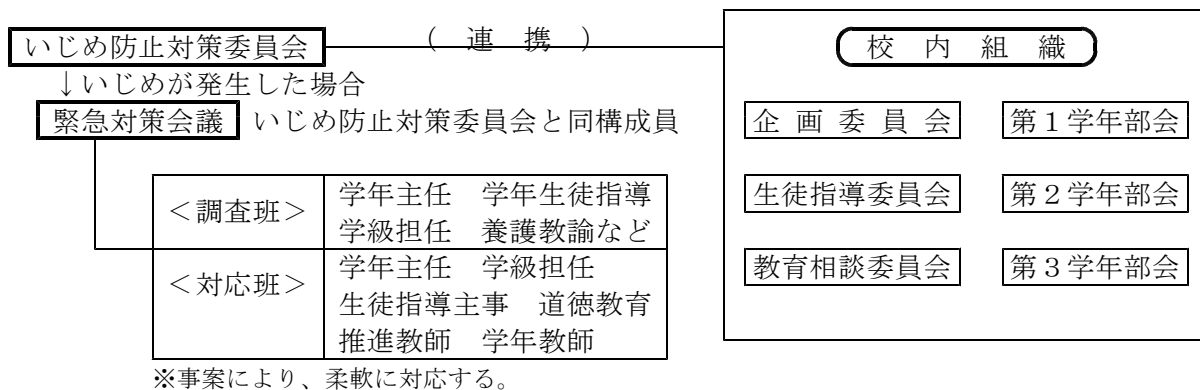 いじめ防止対策委員会
（　連　携　）
↓いじめが発生した場合
緊急対策会議　いじめ防止対策委員会と同構成員
＜調査班＞
学年主任　学年生徒指導
学級担任　養護教諭など
＜対応班＞
学年主任　学級担任
生徒指導主事　道徳教育
推進教師　学年教師
※事案により、柔軟に対応する。
校　内　組　織
企　画　委　員　会　第１学年部会
生徒指導委員会　第２学年部会
教育相談委員会　第３学年部会